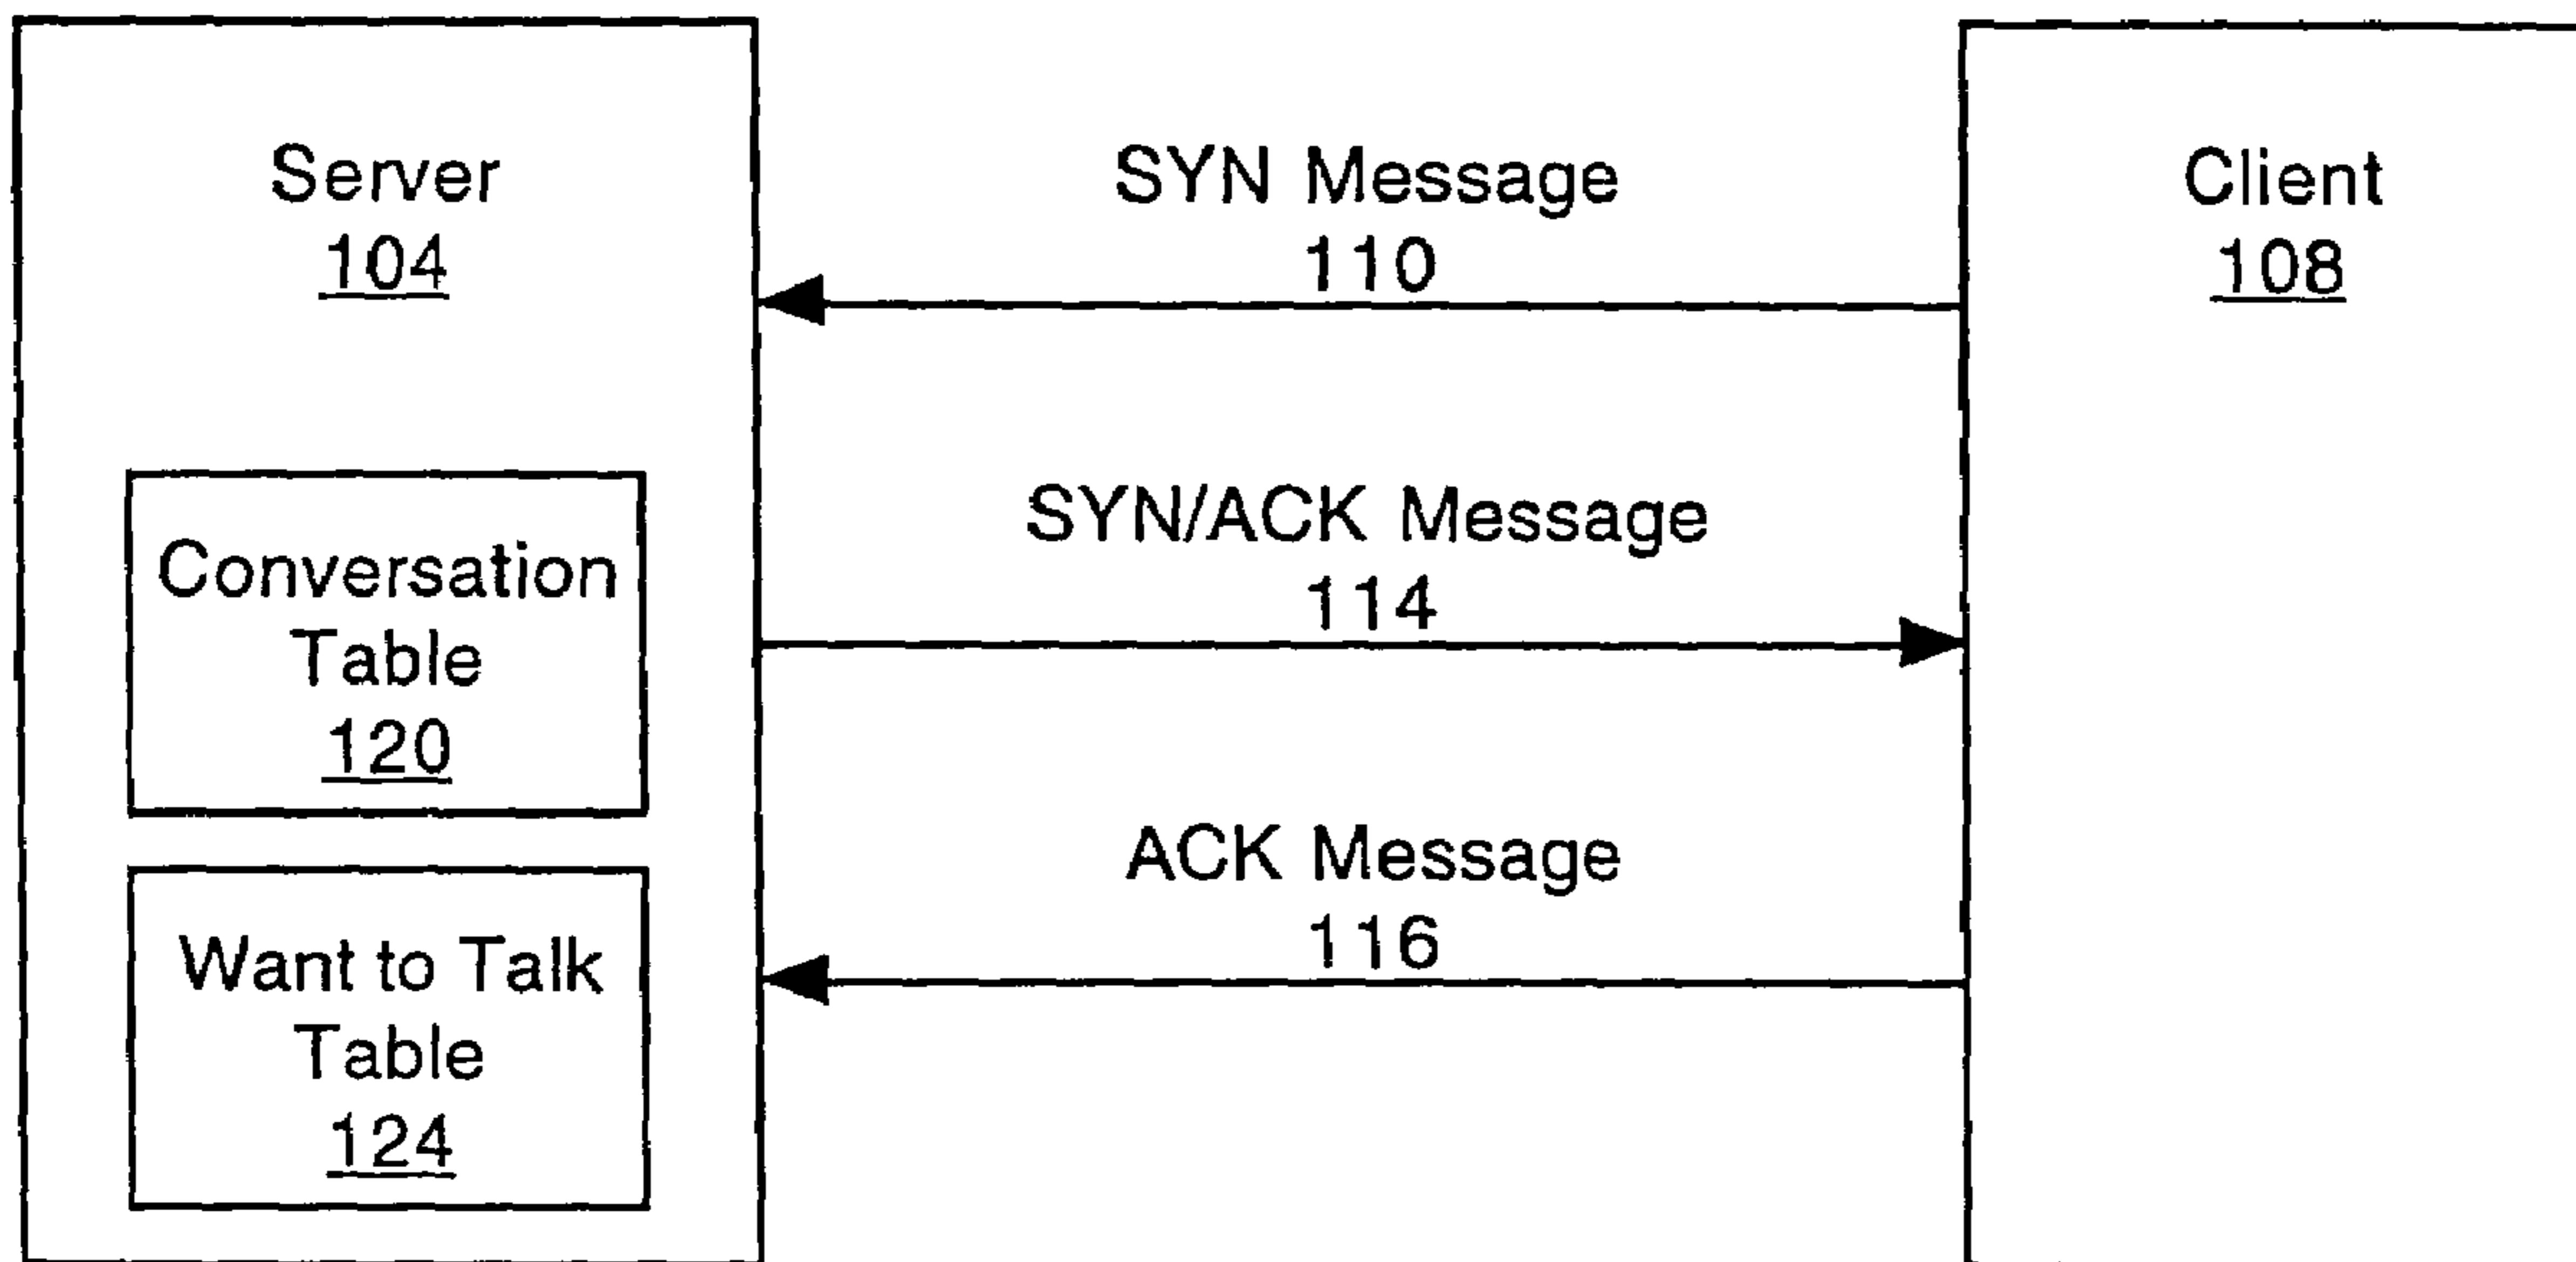 Server
104
Conversation
Table
120
Want to Talk
Table
124
SYN Message
110
SYN/ACK Message
114
ACK Message
116
Client
108